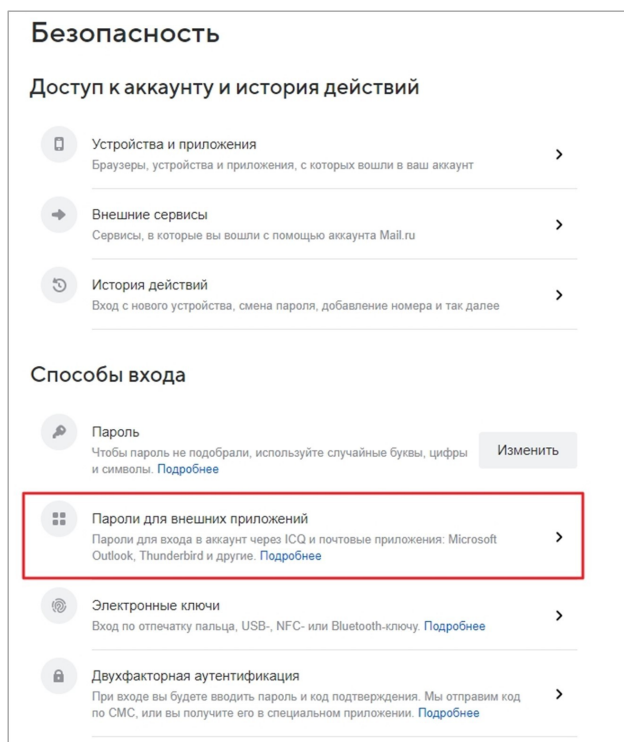 Безопасность
Доступ к аккаунту и история действий
Устройства и приложения
Браузеры, устройства и приложения, с которых вошли в ваш аккаунт
Внешние сервисы
Сервисы, в которые вы вошли с помощью аккаунта Mail.ru
История действий
Вход с нового устройства, смена пароля, добавление номера и так далее
Способы входа
Пароль
Чтобы пароль не подобрали, используйте случайные буквы, цифры
и символы. Подробнее
Изменить
Пароли для внешних приложений
Пароли для входа в аккаунт через ICQ и почтовые приложения: Microsoft
Outlook, Thunderbird и другие. Подробнее
Электронные ключи
Вход по отпечатку пальца, USB-, NFC- или Bluetooth-ключу. Подробнее
Двухфакторная аутентификация
При входе вы будете вводить пароль и код подтверждения. Мы отправим код
по СМС, или вы получите его в специальном приложении. Подробнее